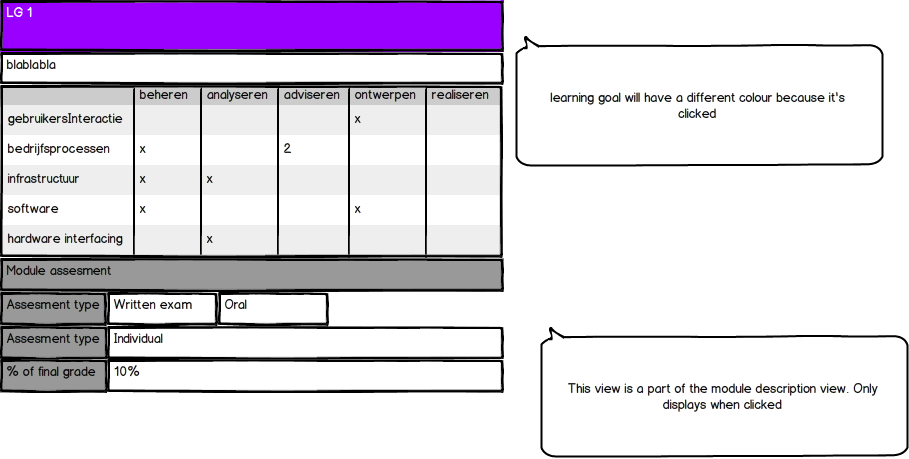 LG 1
blablabla
beheren analyseren adviseren ontwerpen realiseren
gebruikersInteractie x
bedrijfsprocessen x 2
infrastructuur x x
software x x
hardware interfacing x
Module assesment
Assesment type Written exam Oral
Assesment type Individual
% of final grade 10%
learning goal will have a different colour because it's
clicked
This view is a part of the module description view. Only
displays when clicked